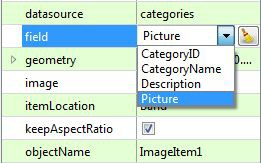 datasource categories
field Picture
CategoryID
CategoryName
Description
Picture
geometry
image
itemLocation
keepAspectRatio
objectName ImageItem1